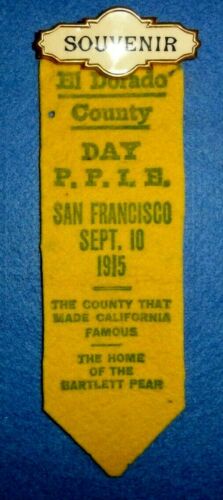 SOUVENIR
El Dorado
County
DAY
P. P. I. E.
SAN FRANCISCO
SEPT. 10
1915
THE COUNTY THAT
MADE CALIFORNIA
FAMOUS
THE HOME
OF THE
BARTLETT PEAR